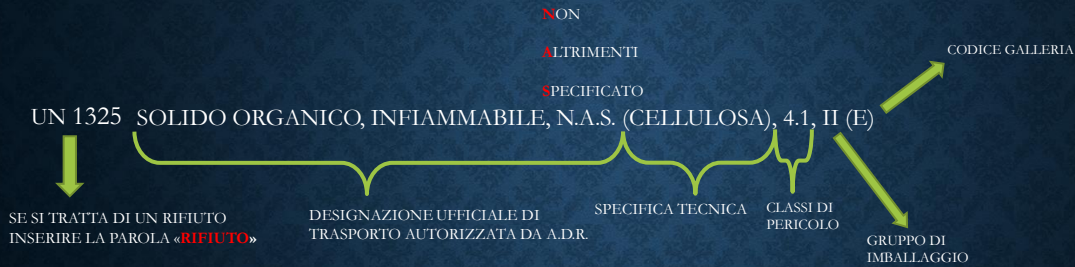 NON
ALTRIMENTI
SPECIFICATO
CODICE GALLERIA
UN 1325 SOLIDO ORGANICO, INFIAMMABILE, N.A.S. (CELLULOSA), 4.1, II (E)
SE SI TRATTA DI UN RIFIUTO
INSERIRE LA PAROLA «RIFIUTO»
DESIGNAZIONE UFFICIALE DI
TRASPORTO AUTORIZZATA DA A.D.R.
SPECIFICA TECNICA
CLASSI DI
PERICOLO
GRUPPO DI
IMBALLAGGIO